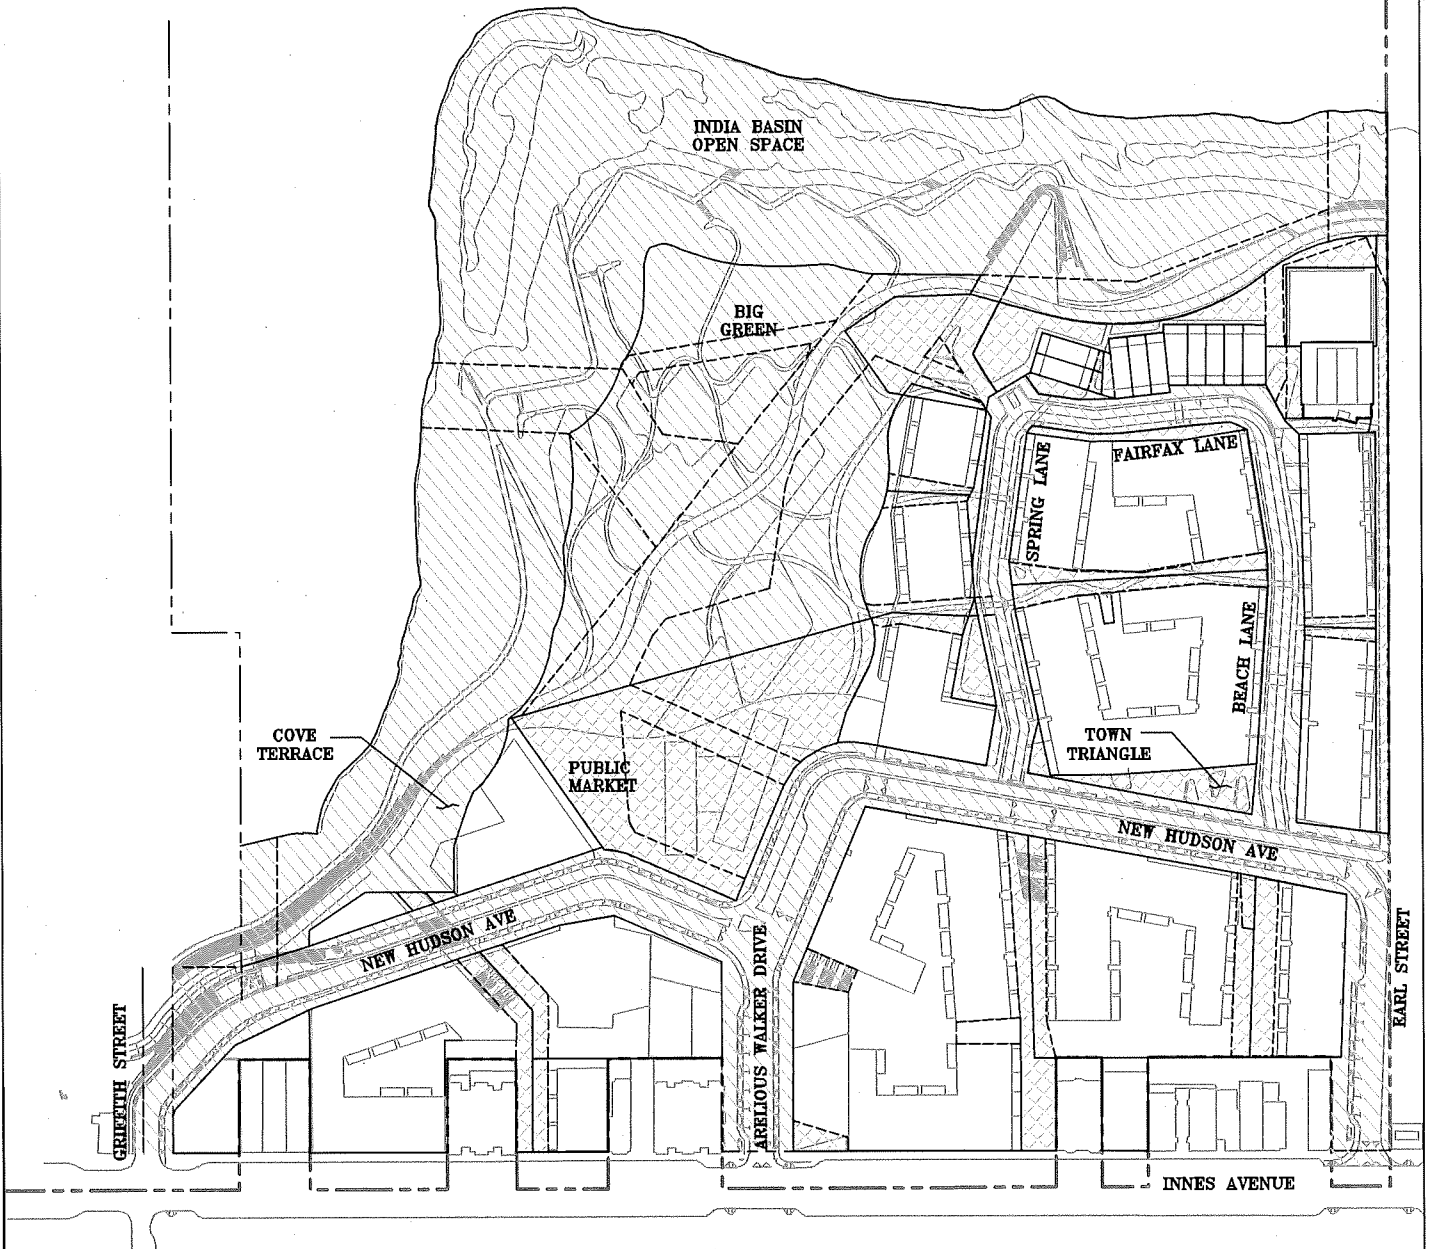 INDIA BASIN
OPEN SPACE
BIG
GREEN
FAIRFAX LANE
SPRING LANE
BEACH LANE
COVE
TERRACE
TOWN
TRIANGLE
PUBLIC
MARKET
NEW HUDSON AVE
NEW HUDSON AVE
ARELIOUS WALKER DRIVE
EARL STREET
GRIFFITH STREET
INNES AVENUE